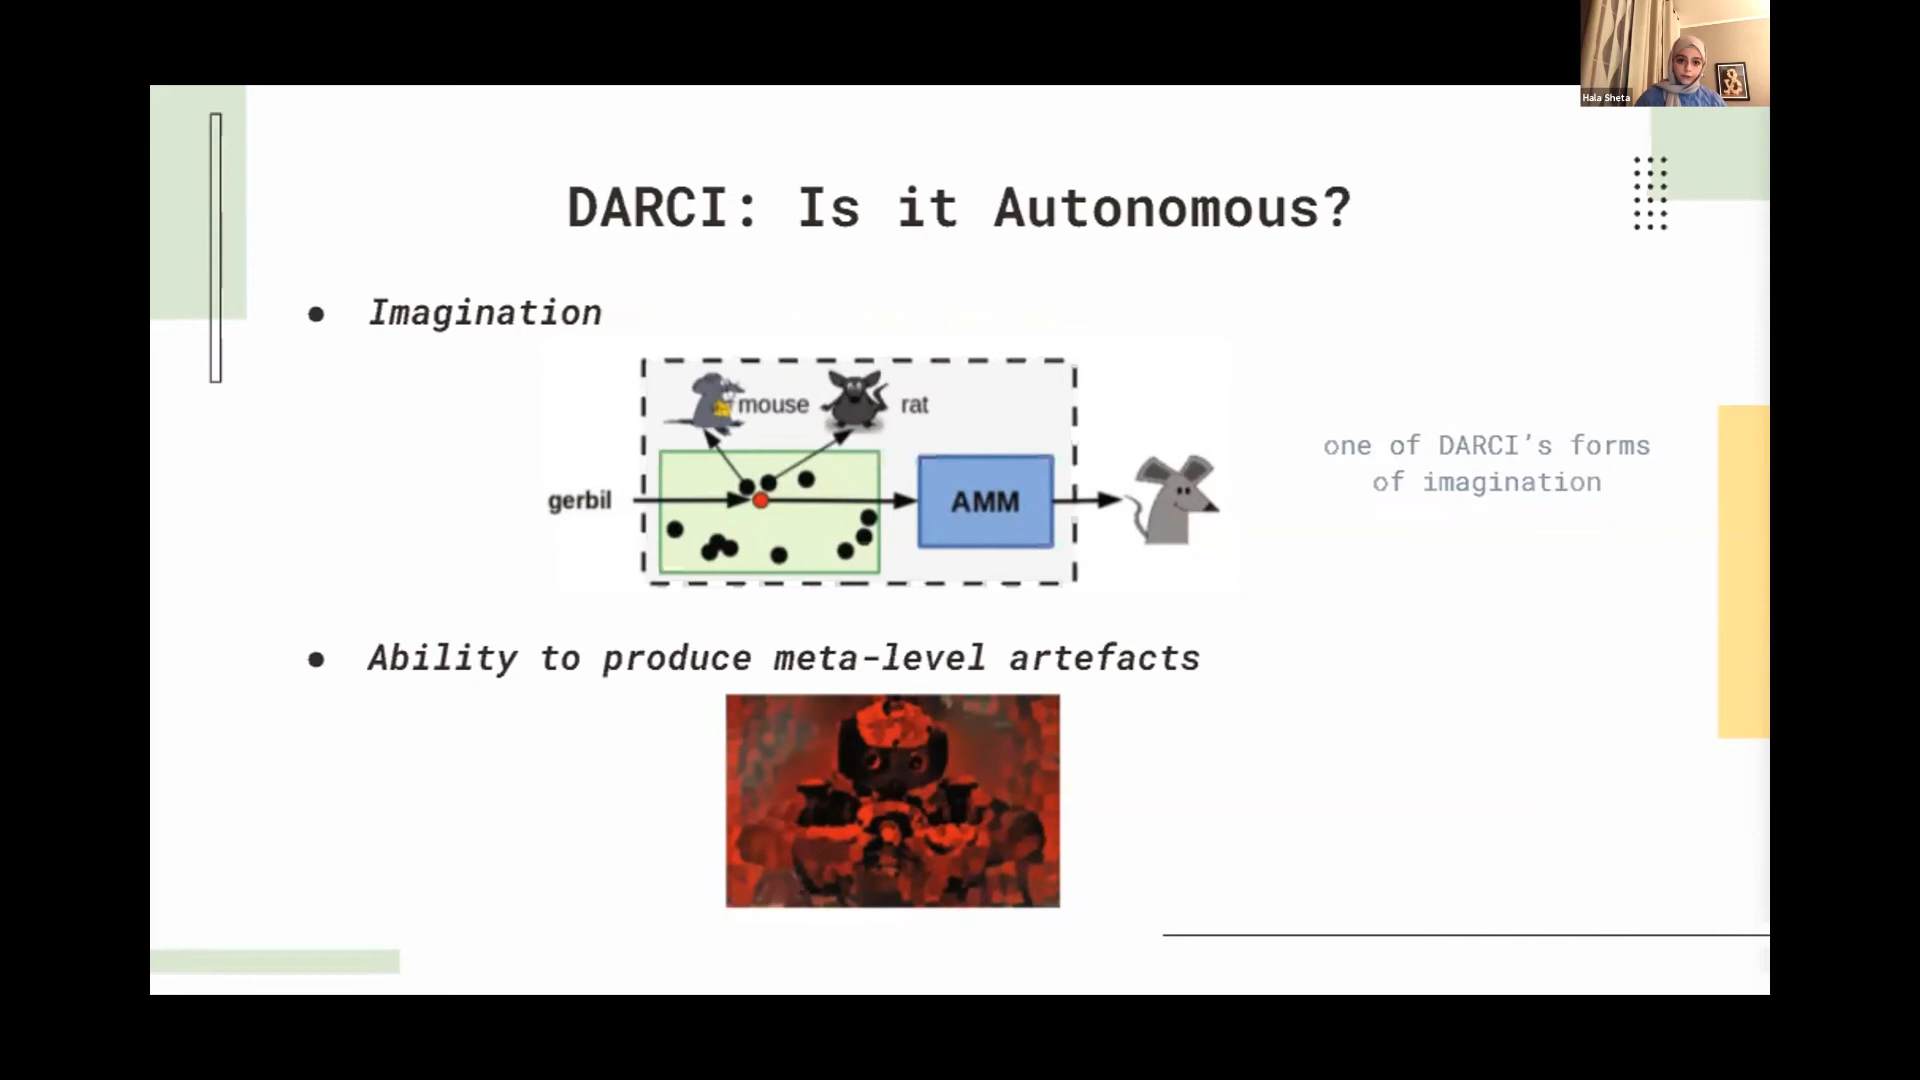 Hala Sheta
DARCI: Is it Autonomous?
● Imagination
mouse rat
gerbil
AMM
one of DARCI’s forms
of imagination
● Ability to produce meta-level artefacts